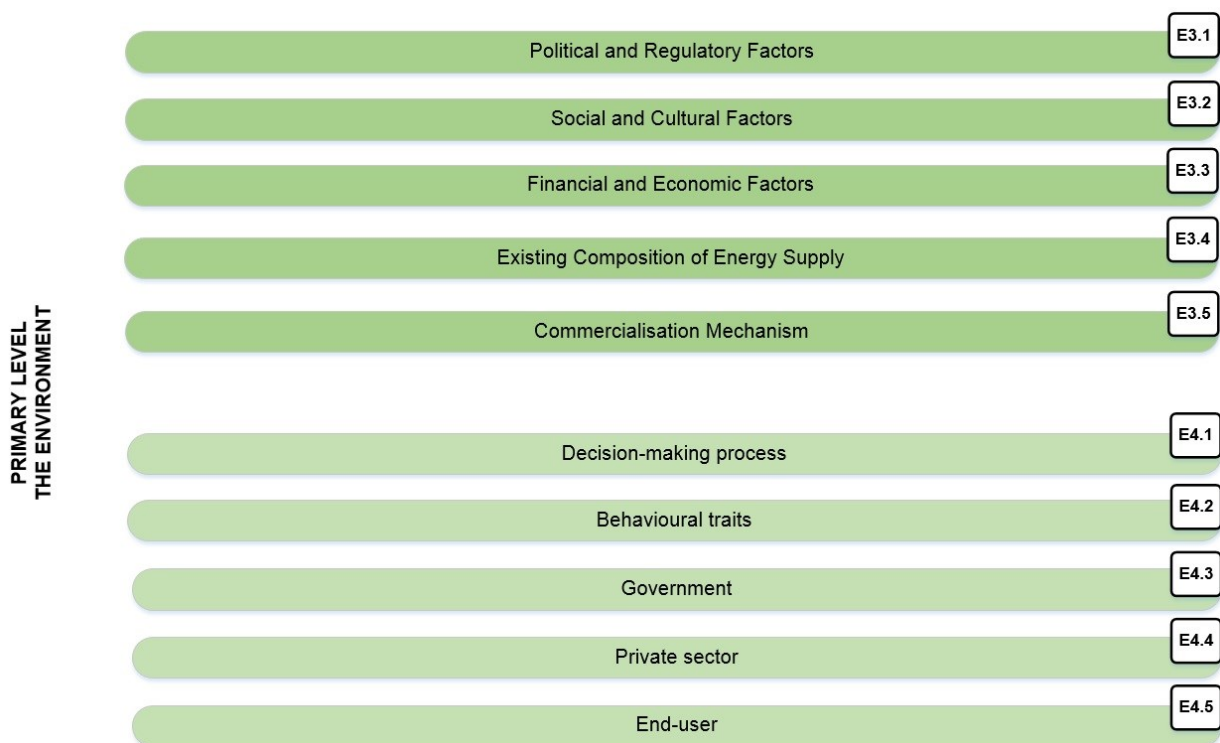 E3.1
Political and Regulatory Factors
E3.2
Social and Cultural Factors
E3.3
Financial and Economic Factors
E3.4
Existing Composition of Energy Supply
E3.5
Commercialisation Mechanism
PRIMARY LEVEL
THE ENVIRONMENT
E4.1
Decision-making process
E4.2
Behavioural traits
E4.3
Government
E4.4
Private sector
E4.5
End-user